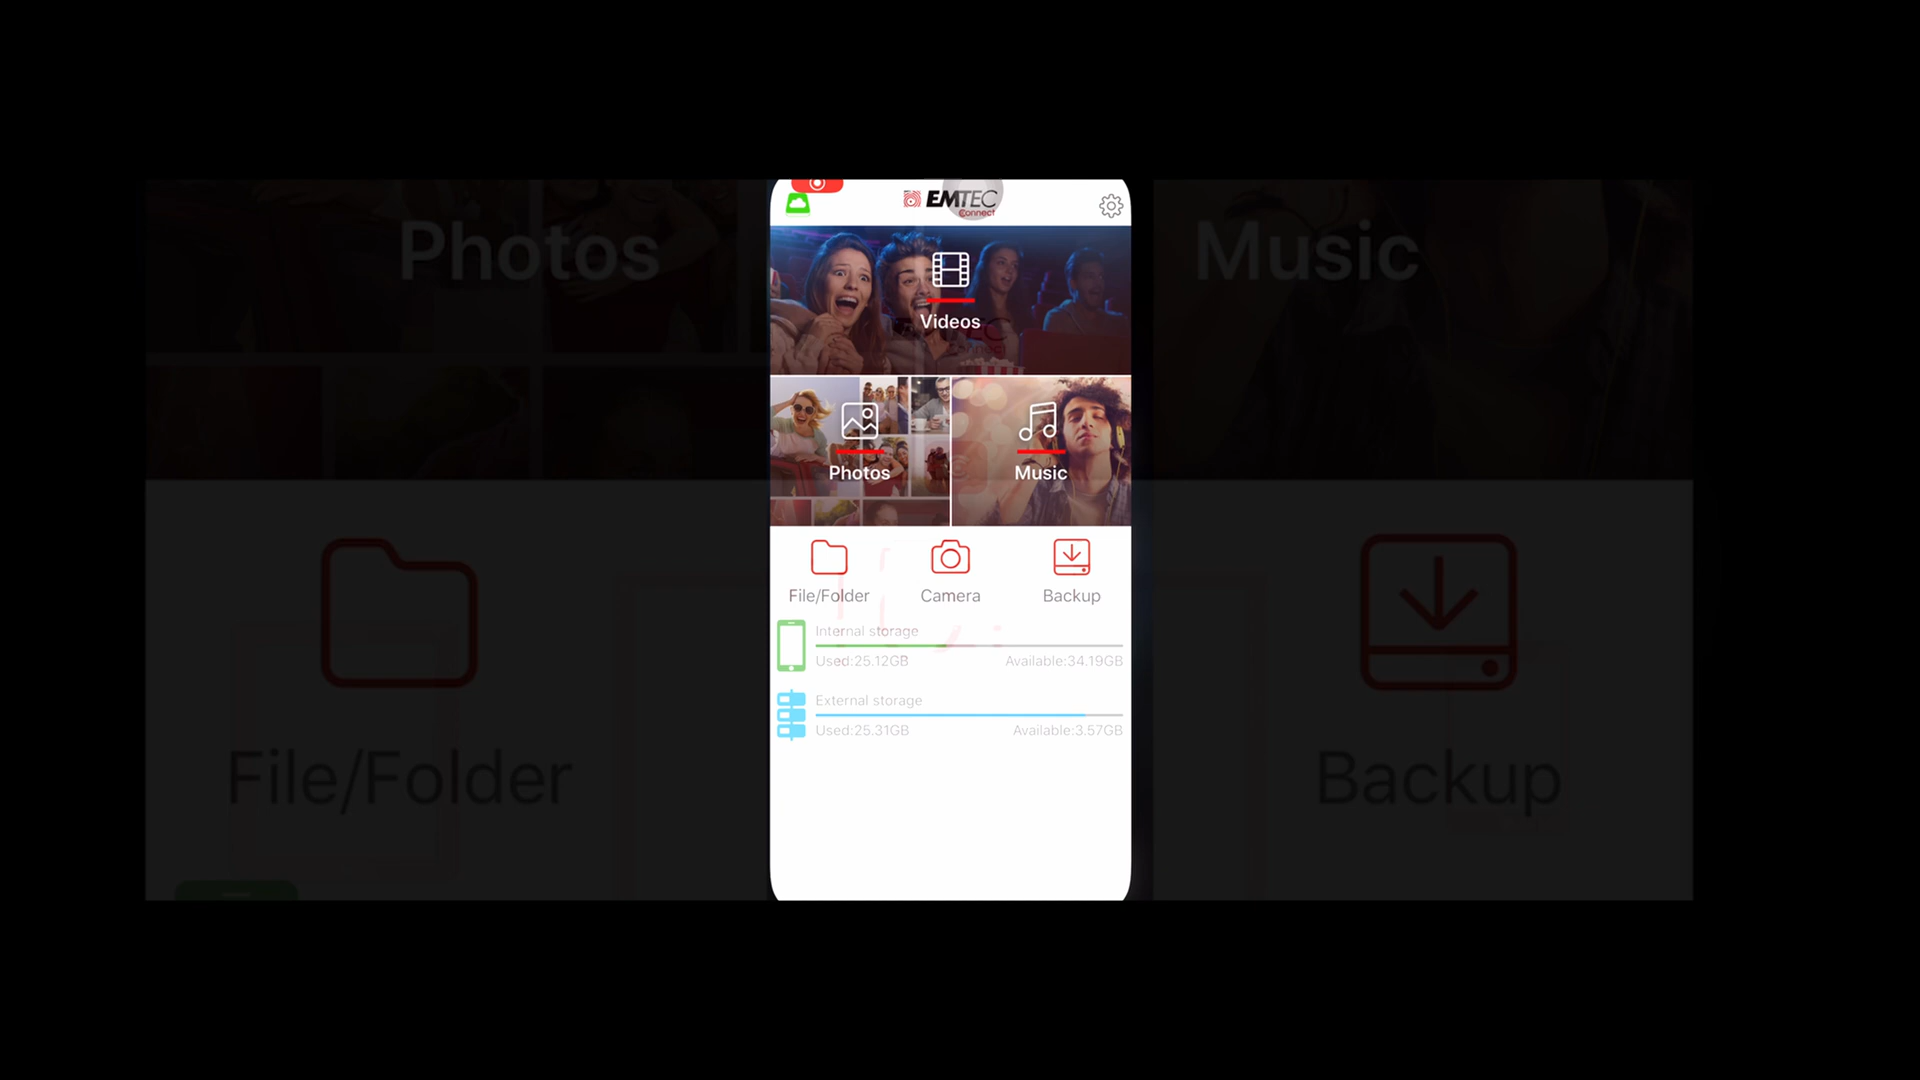 EMTEC
Connect
Videos
Photos
Music
Photos
Music
File/Folder
Camera
Backup
Internal storage
Used:25.12GB
Available:34.19GB
External storage
Used:25.31GB
Available:3.57GB
File/Folder
Backup